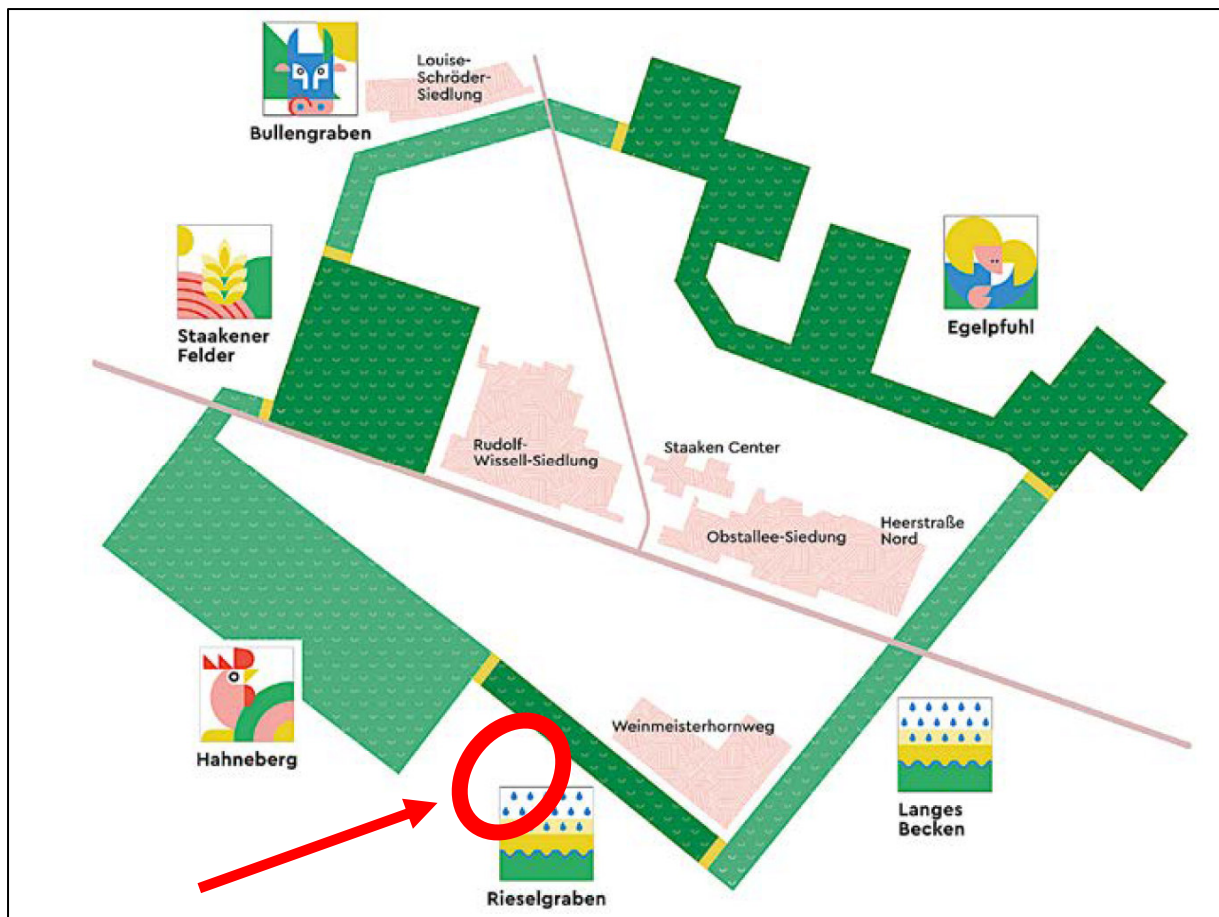 Louise-
Schröder-
Siedlung
Bullengraben
Staakener
Felder
Egelpfuhl
Rudolf-
Wissell-Siedlung
Staaken Center
Obstallee-Siedung
Heerstraße
Nord
Hahneberg
Weinmeisterhornweg
Rieselgraben
Langes
Becken